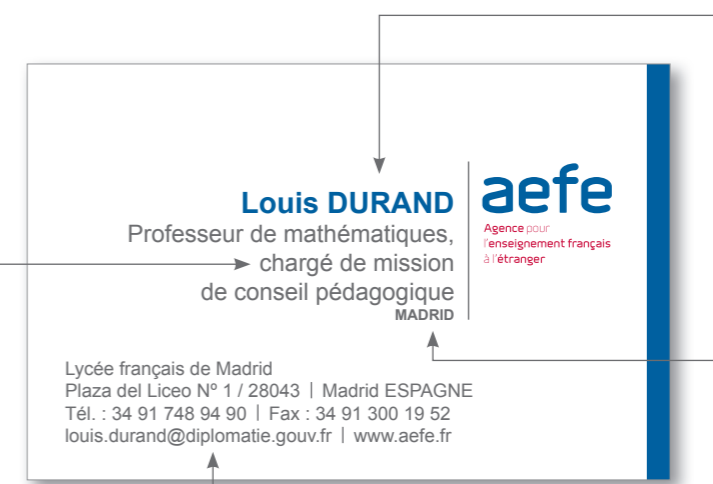 Louis DURAND
Professeur de mathématiques,
chargé de mission
de conseil pédagogique
MADRID
aefe
Agence pour
l'enseignement français
à l'étranger
Lycée français de Madrid
Plaza del Liceo Nº 1 / 28043 | Madrid ESPAGNE
Tél. : 34 91 748 94 90 | Fax : 34 91 300 19 52
louis.durand@diplomatie.gouv.fr | www.aefe.fr